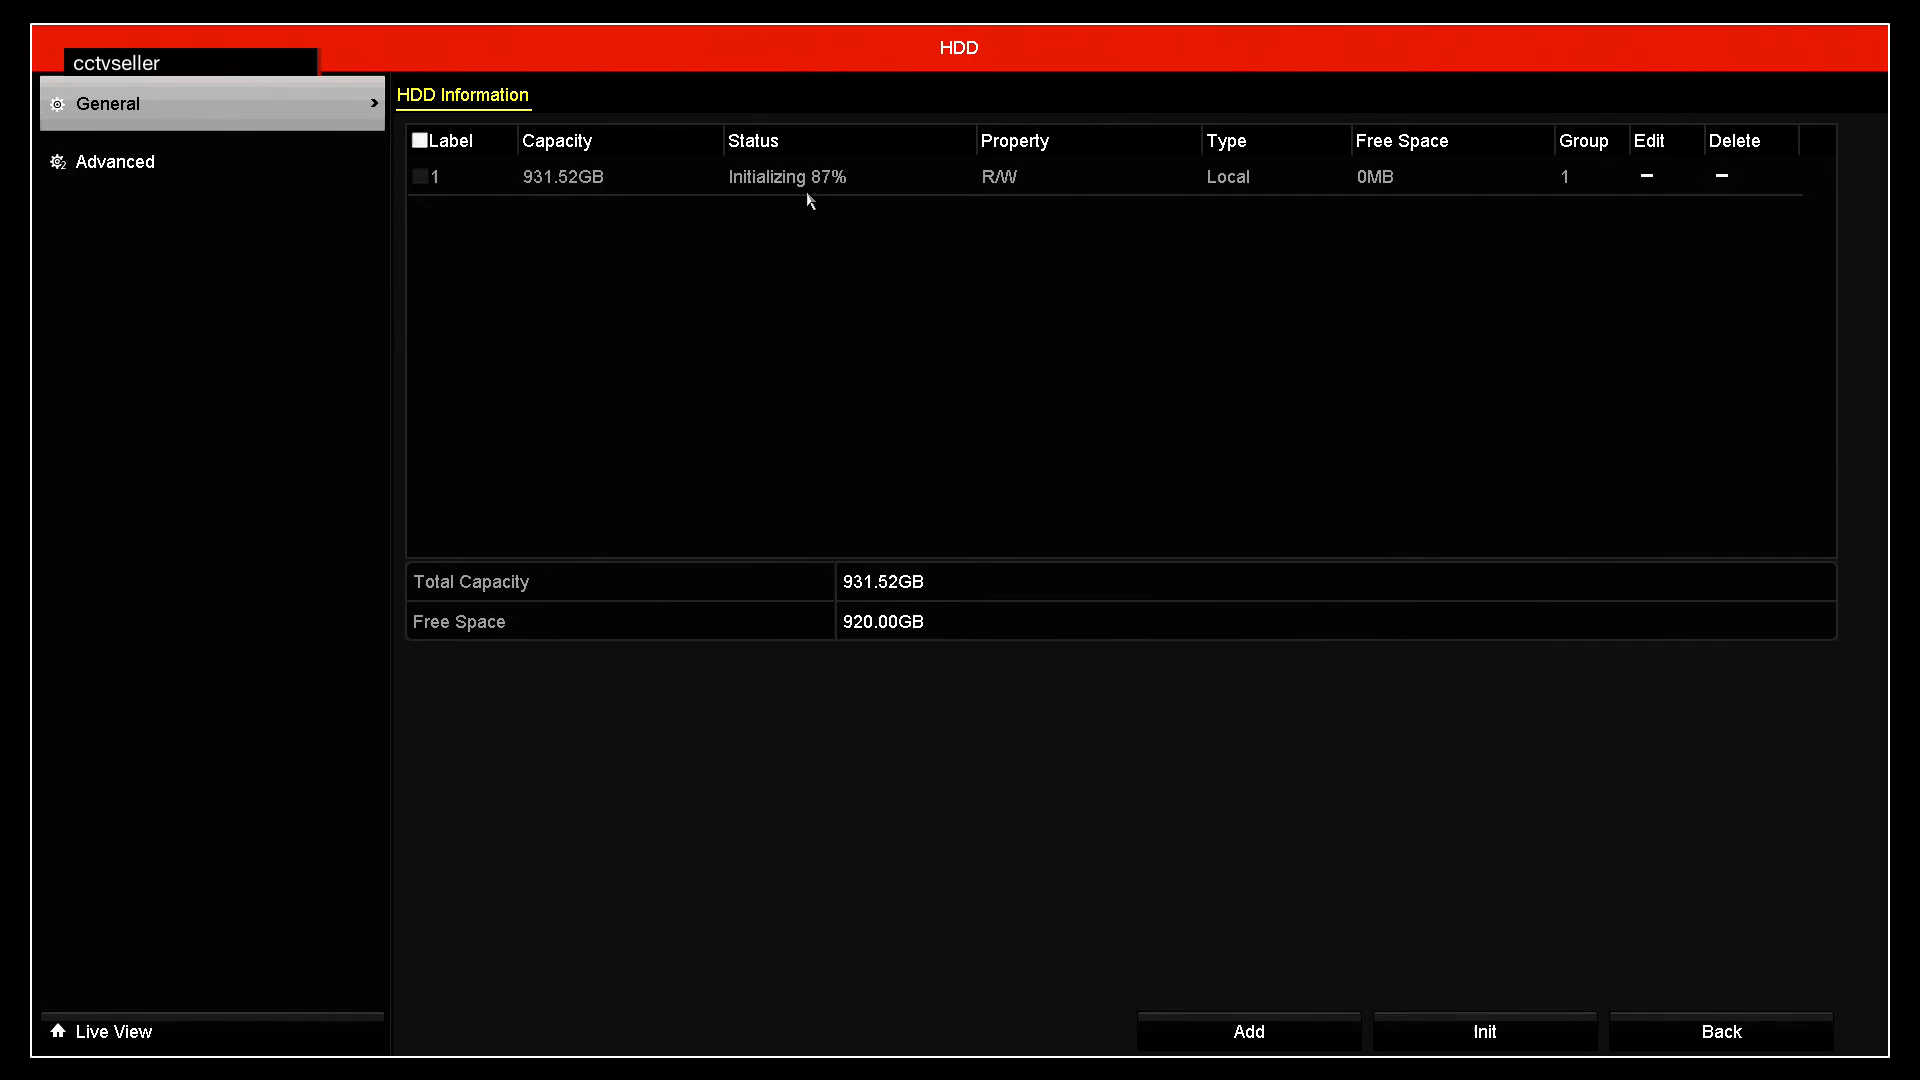 HDD
cctvseller
General
Advanced
HDD Information
Label Capacity Status Property Type Free Space Group Edit Delete
1 931.52GB Initializing 87% R/W Local 0MB 1 – –
Total Capacity 931.52GB
Free Space 920.00GB
Live View Add Init Back